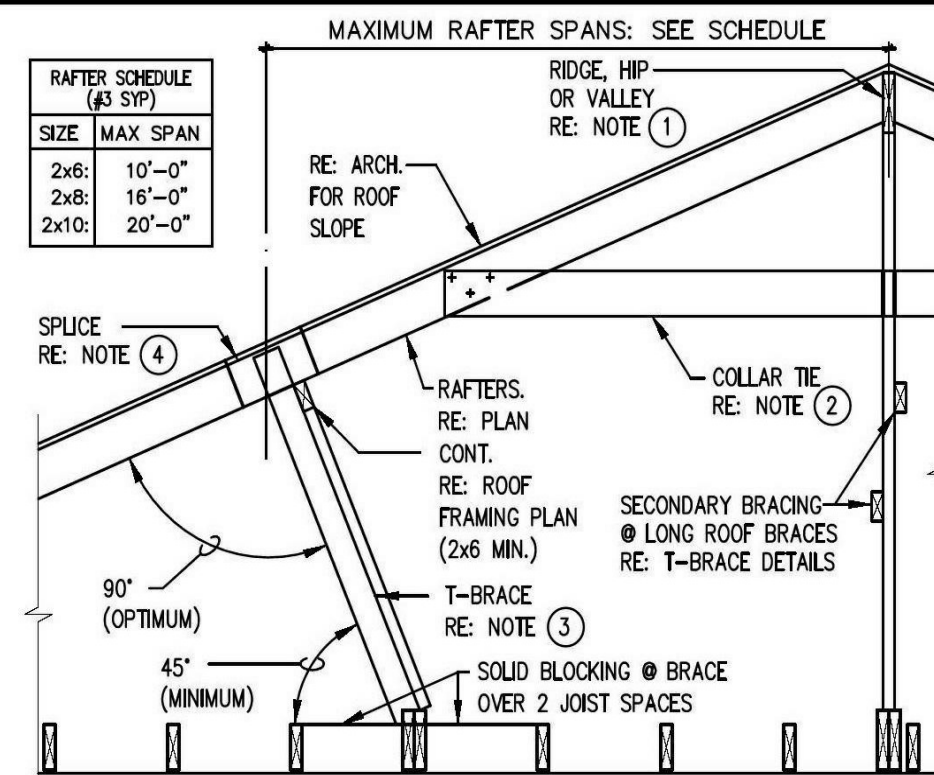 MAXIMUM RAFTER SPANS: SEE SCHEDULE
RAFTER SCHEDULE
(#3 SYP)
SIZE MAX SPAN
2x6: 10'-0"
2x8: 16'-0"
2x10: 20'-0"
RIDGE, HIP
OR VALLEY
RE: NOTE 1
RE: ARCH.
FOR ROOF
SLOPE
SPLICE
RE: NOTE 4
COLLAR TIE
RE: NOTE 2
RAFTERS.
RE: PLAN
CONT.
RE: ROOF
FRAMING PLAN
(2x6 MIN.)
SECONDARY BRACING
@ LONG ROOF BRACES
RE: T-BRACE DETAILS
90°
(OPTIMUM)
T-BRACE
RE: NOTE 3
45°
(MINIMUM)
SOLID BLOCKING @ BRACE
OVER 2 JOIST SPACES